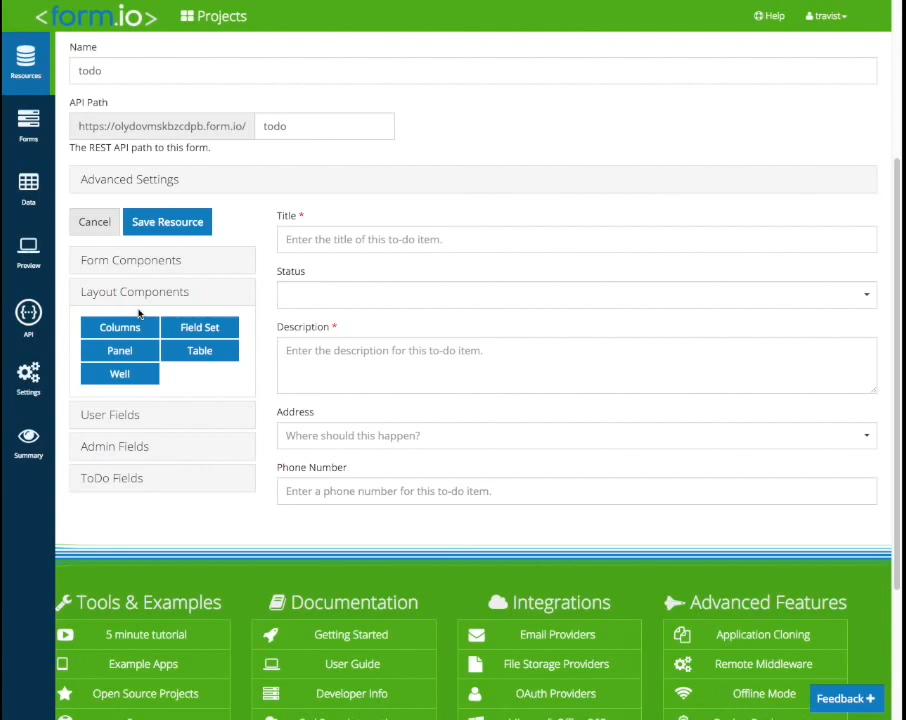 <form.io>
Projects
Help
travist
Resources
Forms
Data
Preview
API
Settings
Summary
Name
todo
API Path
https://olydovmskbzcdpb.form.io/ todo
The REST API path to this form.
Advanced Settings
Cancel
Save Resource
Form Components
Layout Components
Columns
Field Set
Panel
Table
Well
User Fields
Admin Fields
ToDo Fields
Title *
Enter the title of this to-do item.
Status
Description *
Enter the description for this to-do item.
Address
Where should this happen?
Phone Number
Enter a phone number for this to-do item.
Tools & Examples
5 minute tutorial
Example Apps
Open Source Projects
Documentation
Getting Started
User Guide
Developer Info
Integrations
Email Providers
File Storage Providers
OAuth Providers
Advanced Features
Application Cloning
Remote Middleware
Offline Mode
Feedback +